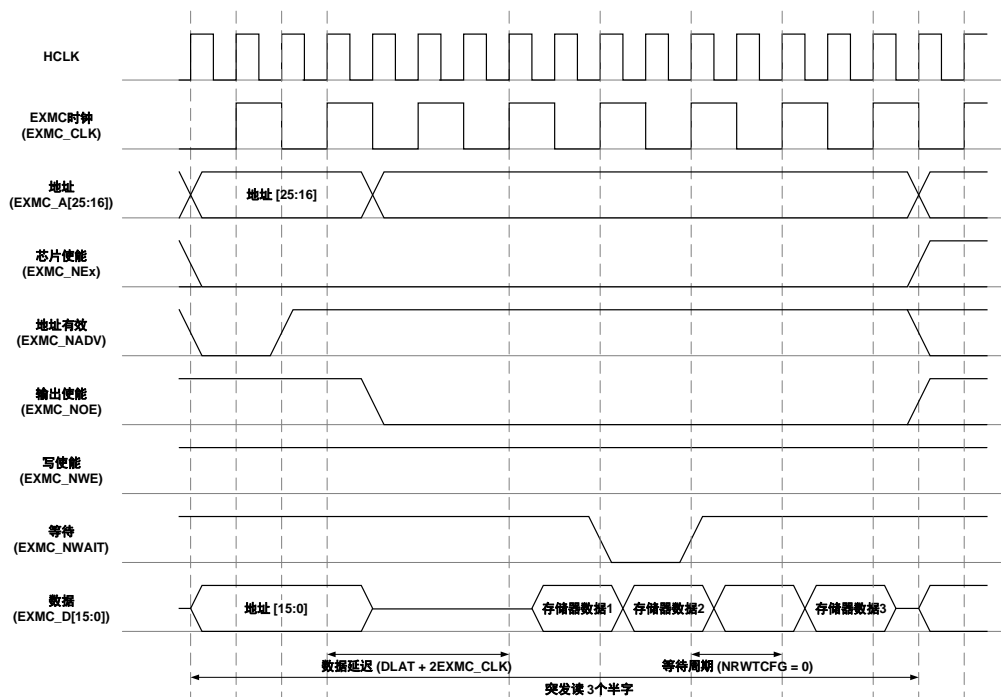 HCLK
EXMC时钟
(EXMC_CLK)
地址
(EXMC_A[25:16])
地址 [25:16]
芯片使能
(EXMC_NEx)
地址有效
(EXMC_NADV)
输出使能
(EXMC_NOE)
写使能
(EXMC_NWE)
等待
(EXMC_NWAIT)
数据
(EXMC_D[15:0])
地址 [15:0]
存储器数据1
存储器数据2
存储器数据3
数据延迟 (DLAT + 2EXMC_CLK)
等待周期 (NRWTCFG = 0)
突发读 3个半字